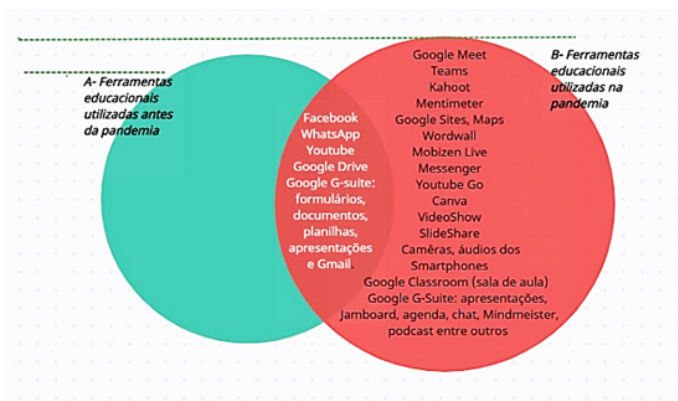 A- Ferramentas
educacionais
utilizadas antes
da pandemia
Facebook
WhatsApp
Youtube
Google Drive
Google G-suite:
formulários,
documentos,
planilhas,
apresentações
e Gmail.
Google Meet
Teams
Kahoot
Mentimeter
Google Sites, Maps
Wordwall
Mobizen Live
Messenger
Youtube Go
Canva
VideoShow
SlideShare
Camêras, áudios dos
Smartphones
Google Classroom (sala de aula)
Google G-Suite: apresentações,
Jamboard, agenda, chat, Mindmeister,
podcast entre outros
B- Ferramentas
educacionais
utilizadas na
pandemia